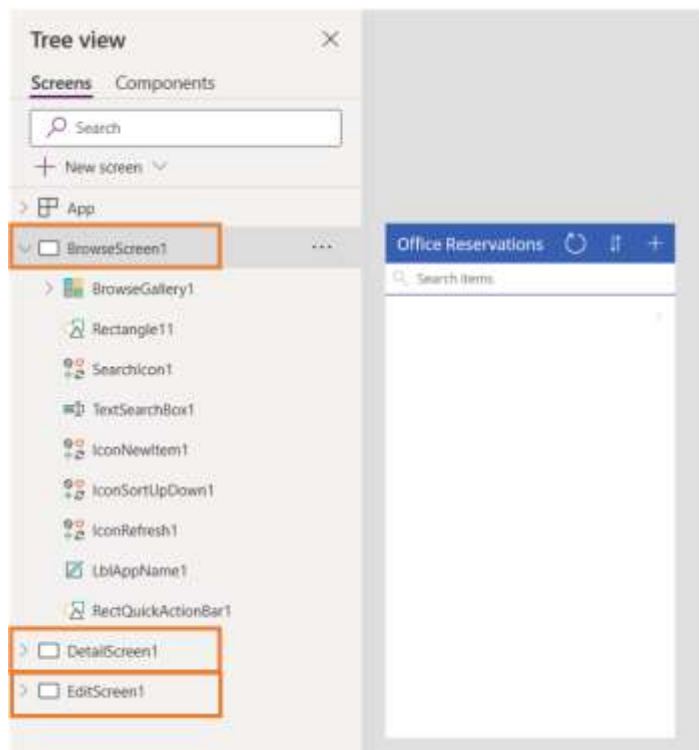 Tree view
Screens Components
Search
New screen
App
BrowseScreen1
BrowseGallery1
Rectangle11
SearchIcon1
TextSearchBox1
IconNewItem1
IconSortUpDown1
IconRefresh1
LblAppName1
RectQuickActionBar1
DetailScreen1
EditScreen1
Office Reservations
Search items